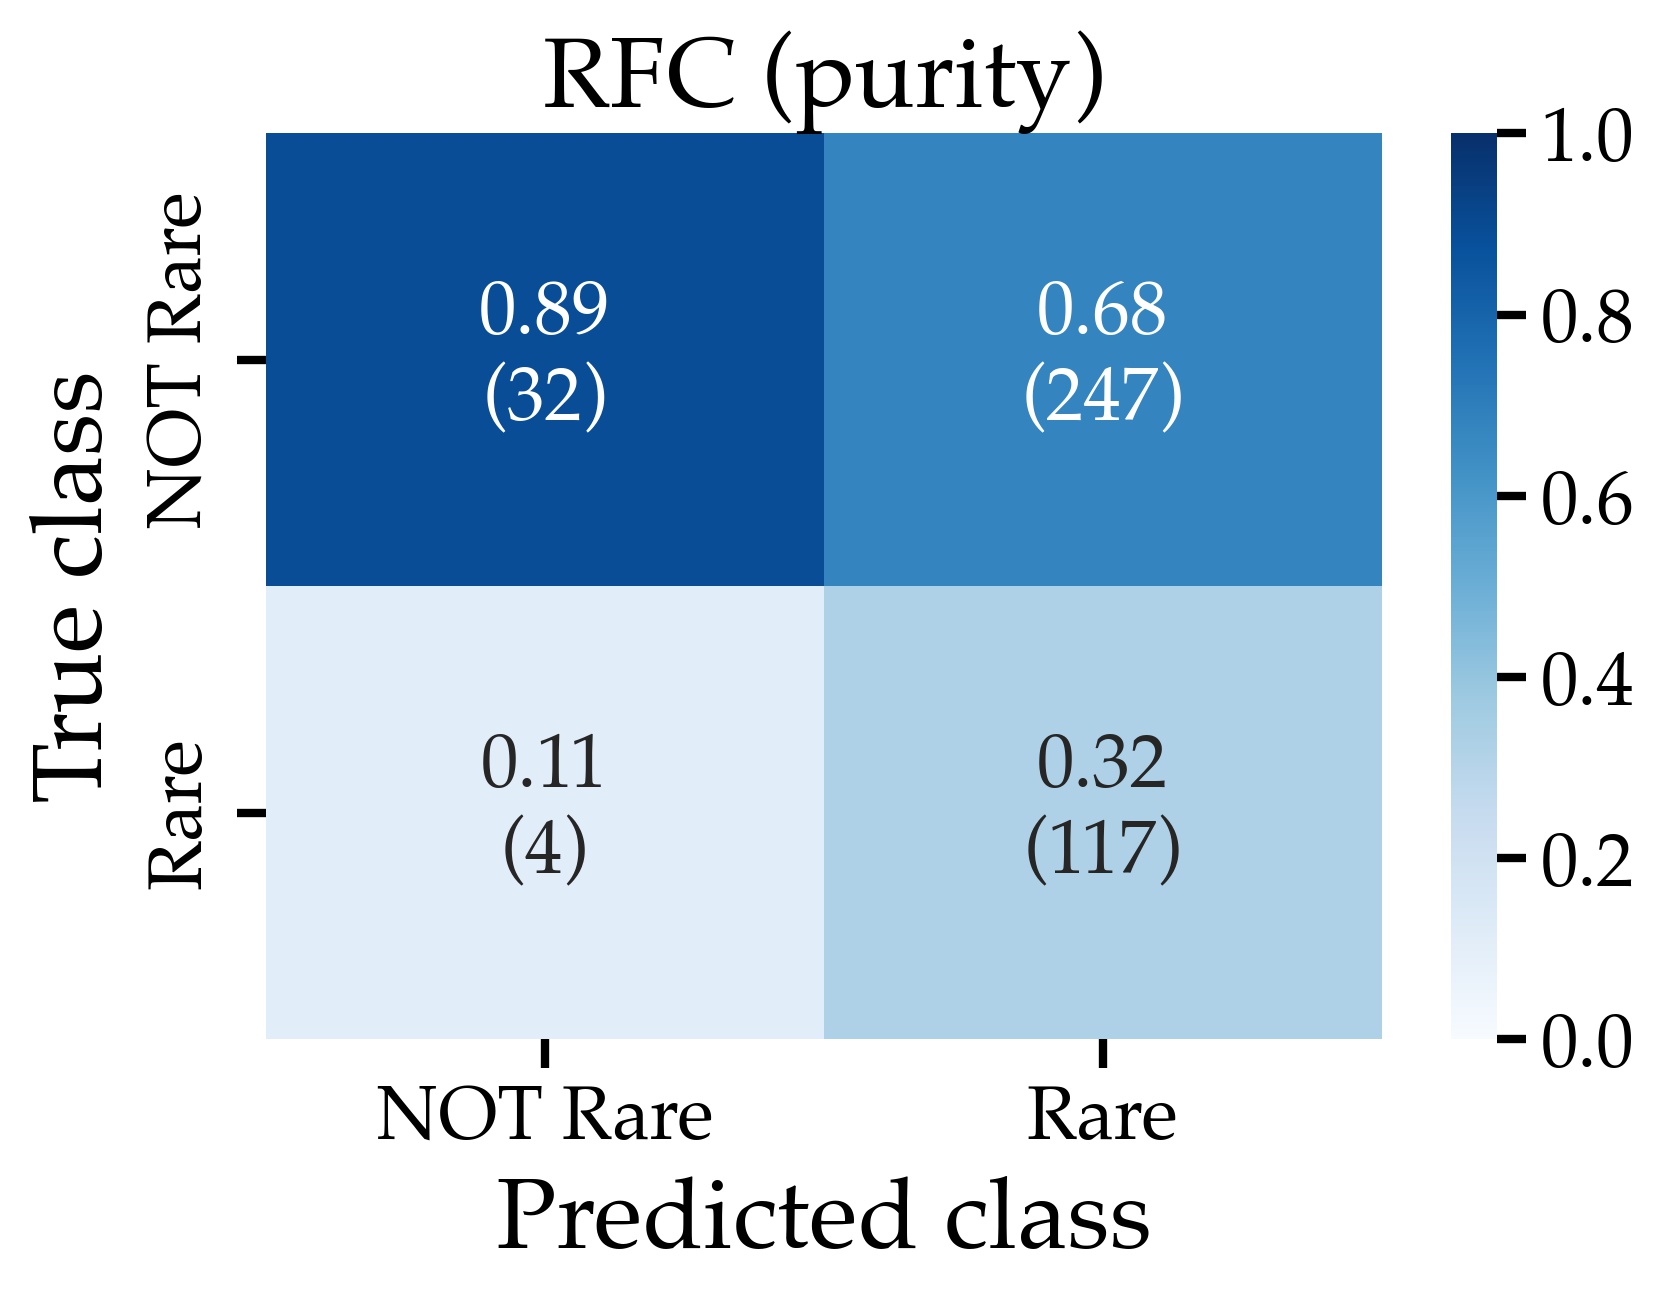 RFC (purity)
True class
NOT Rare
Rare
0.89
(32)
0.68
(247)
0.11
(4)
0.32
(117)
NOT Rare
Rare
Predicted class
1.0
0.8
0.6
0.4
0.2
0.0